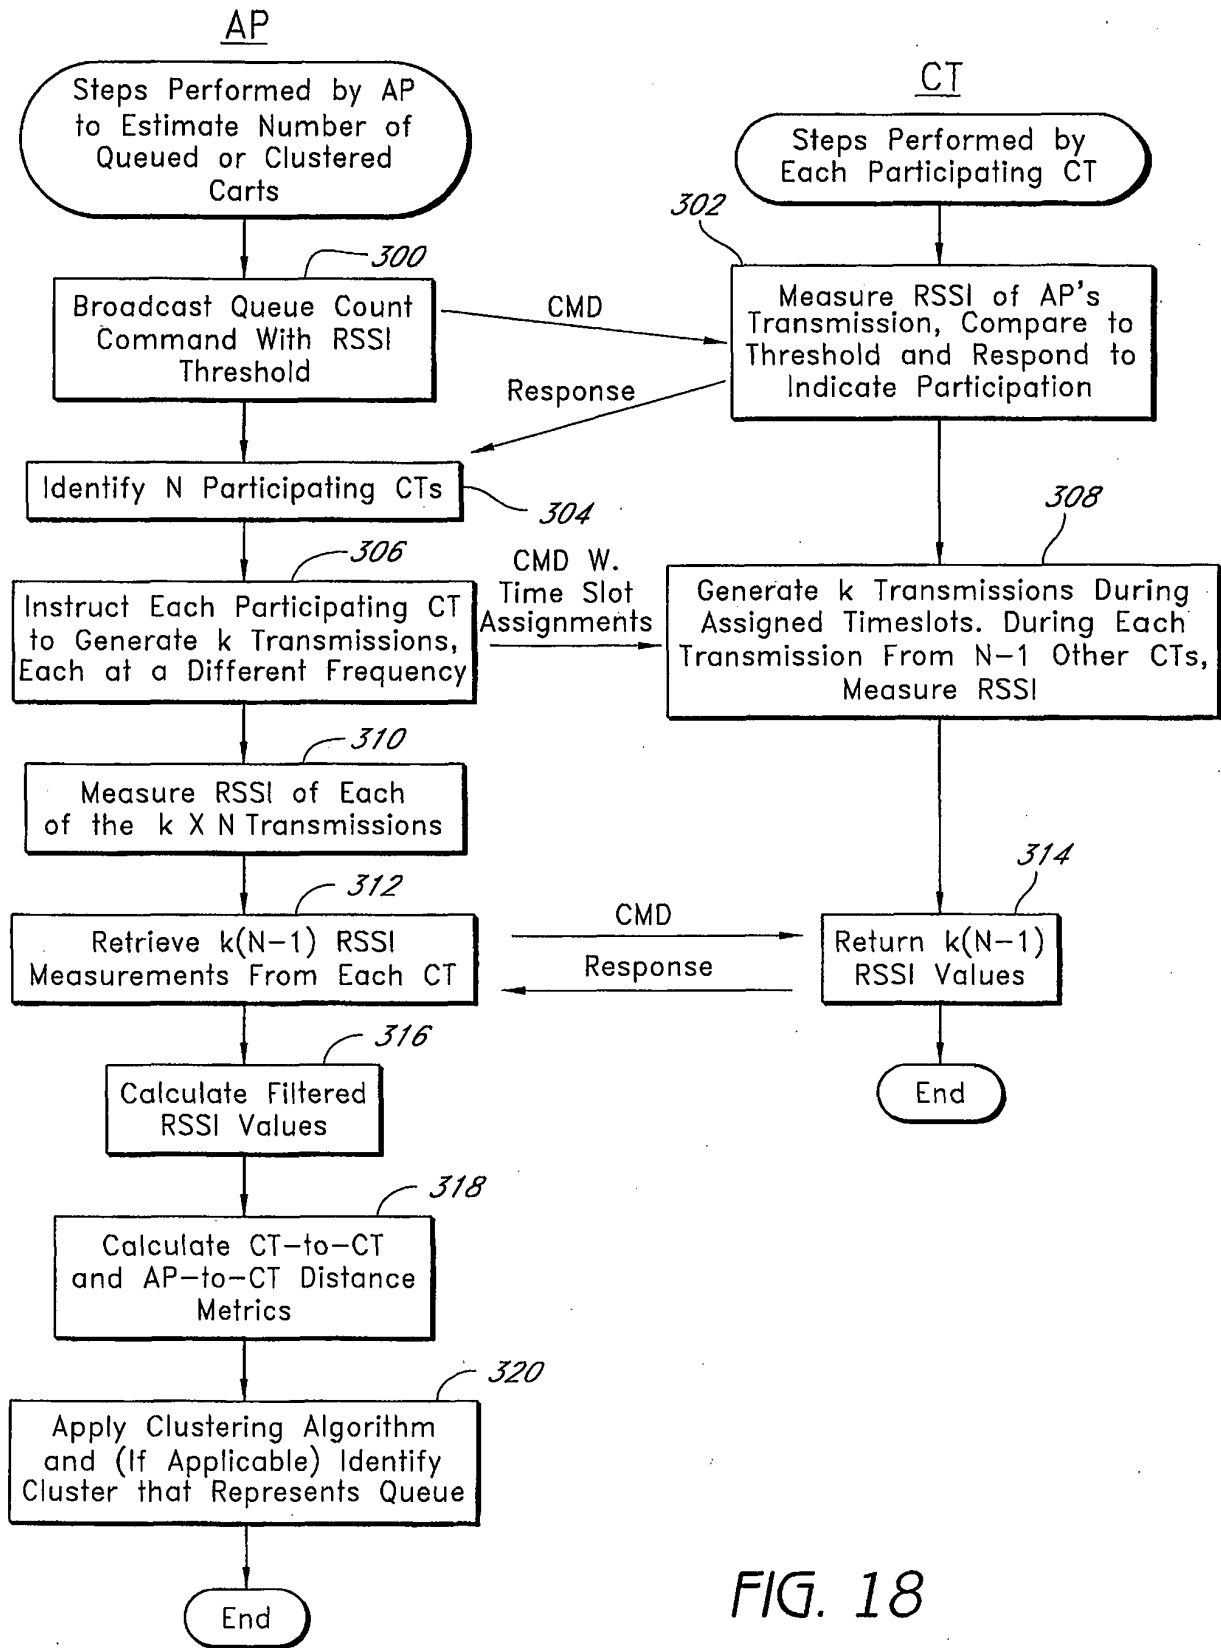 AP
Steps Performed by AP
to Estimate Number of
Queued or Clustered
Carts
CT
Steps Performed by
Each Participating CT
300
Broadcast Queue Count
Command With RSSI
Threshold
CMD
302
Measure RSSI of AP's
Transmission, Compare to
Threshold and Respond to
Indicate Participation
Response
Identify N Participating CTs
304
306
Instruct Each Participating CT
to Generate k Transmissions,
Each at a Different Frequency
CMD W.
Time Slot
Assignments
308
Generate k Transmissions During
Assigned Timeslots. During Each
Transmission From N-1 Other CTs,
Measure RSSI
310
Measure RSSI of Each
of the k X N Transmissions
312
Retrieve k(N-1) RSSI
Measurements From Each CT
CMD
Response
314
Return k(N-1)
RSSI Values
End
316
Calculate Filtered
RSSI Values
318
Calculate CT-to-CT
and AP-to-CT Distance
Metrics
320
Apply Clustering Algorithm
and (If Applicable) Identify
Cluster that Represents Queue
End
FIG. 18